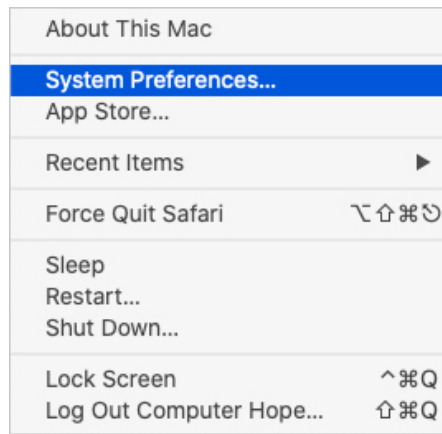 About This Mac
System Preferences...
App Store...
Recent Items ▶
Force Quit Safari ⌥⇧⌘⎋
Sleep
Restart...
Shut Down...
Lock Screen ^⌘Q
Log Out Computer Hope... ⇧⌘Q